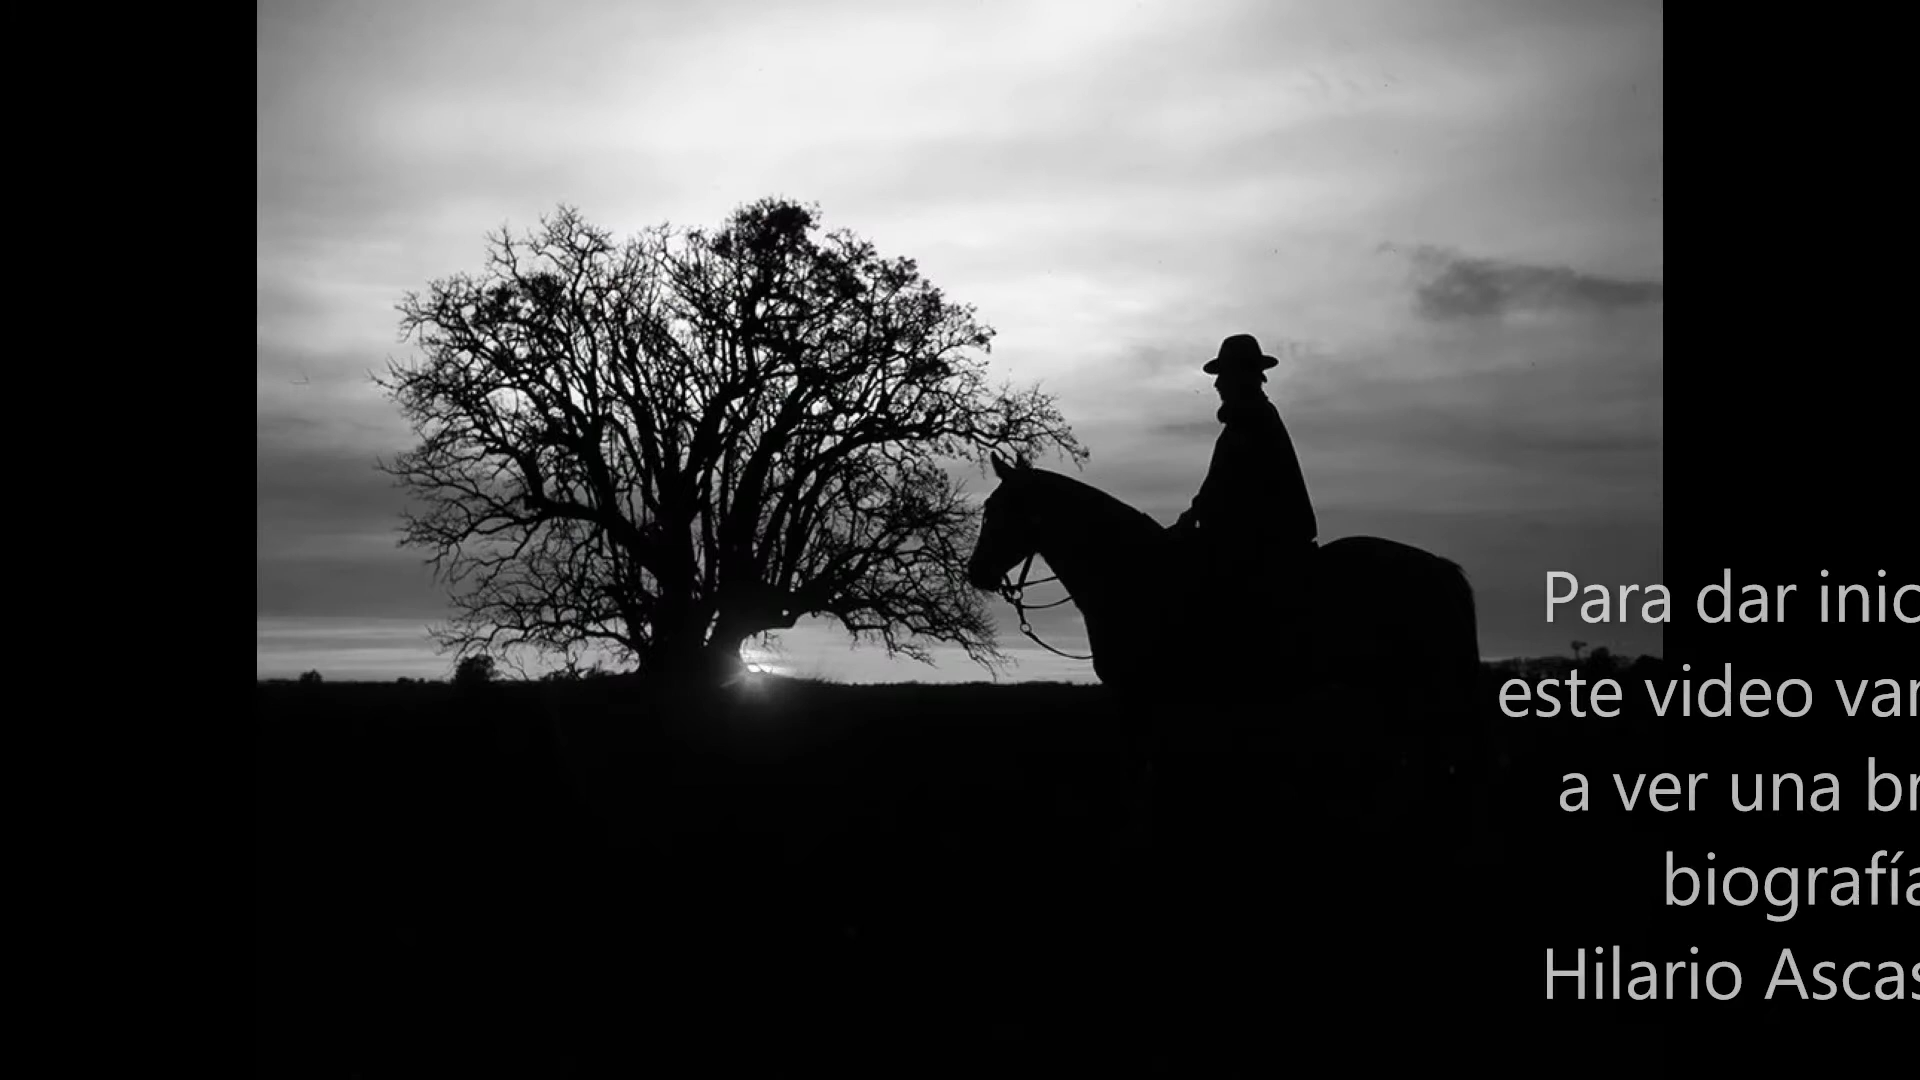 Para dar inic
este video var
a ver una br
biografía
Hilario Ascas